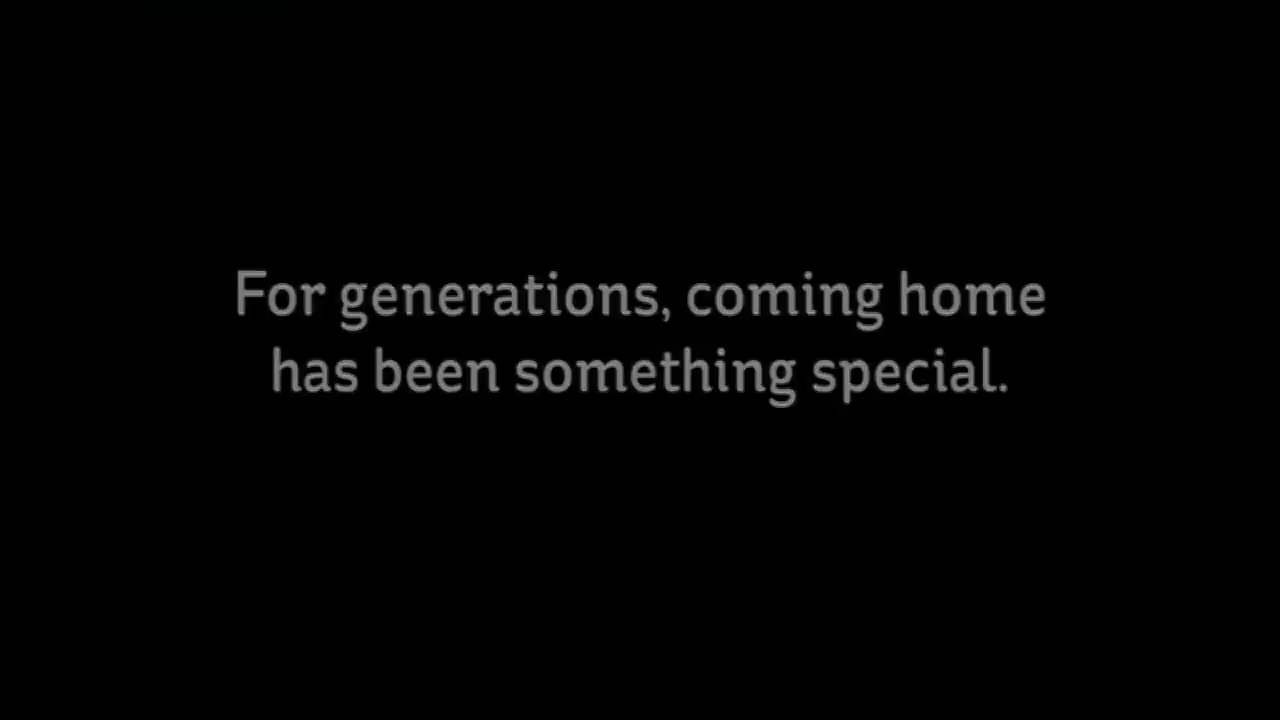 For generations, coming home
has been something special.